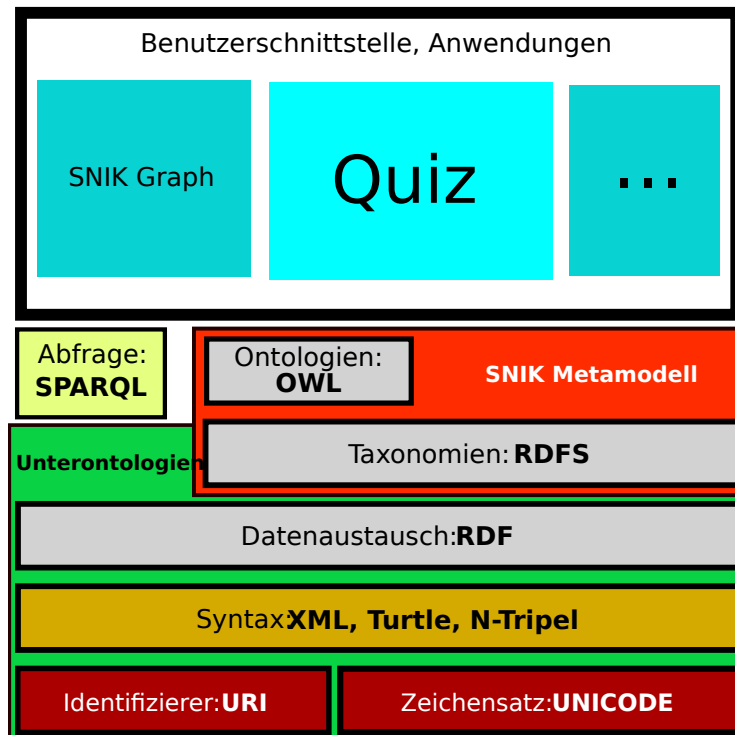 Benutzerschnittstelle, Anwendungen
SNIK Graph
Quiz
...
Abfrage:
SPARQL
Ontologien:
OWL
SNIK Metamodell
Unterontologien
Taxonomien: RDFS
Datenaustausch:RDF
Syntax:XML, Turtle, N-Tripel
Identifizierer:URI
Zeichensatz:UNICODE